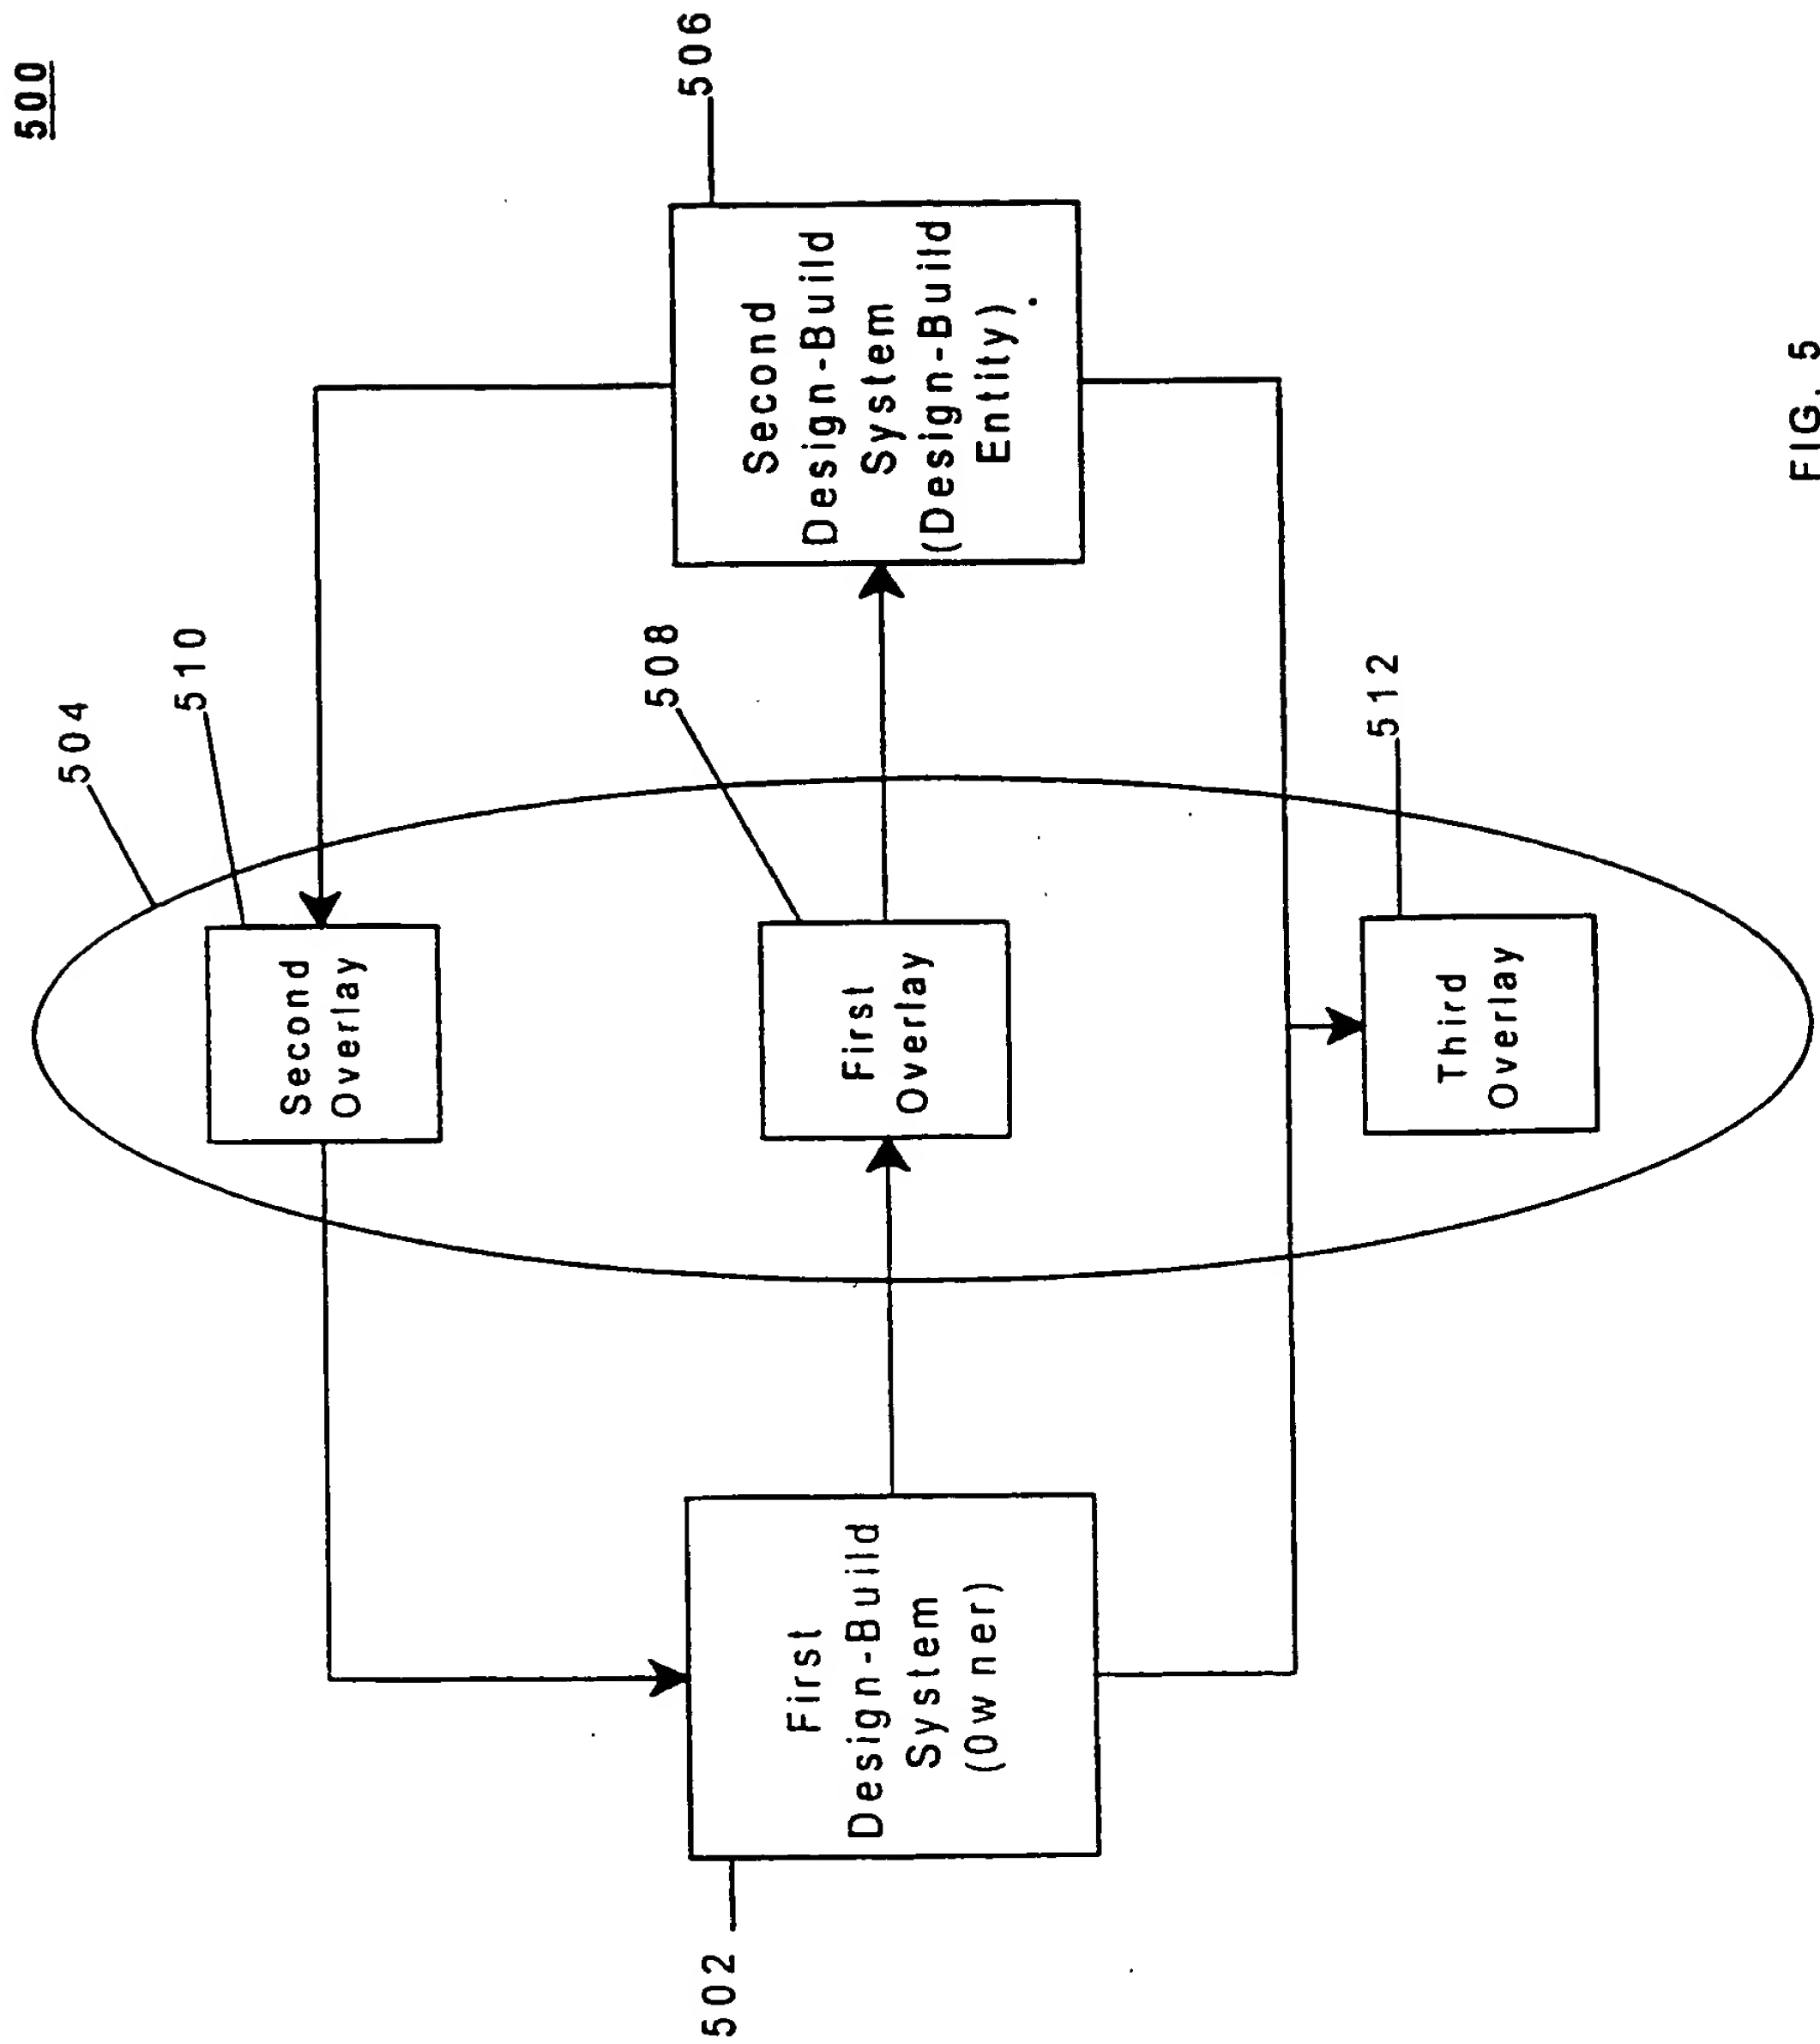 500
504
510
Second
Overlay
508
First
Overlay
506
Second
Design-Build
System
(Design-Build
Entity)
502
First
Design-Build
System
(Owner)
512
Third
Overlay
FIG. 5